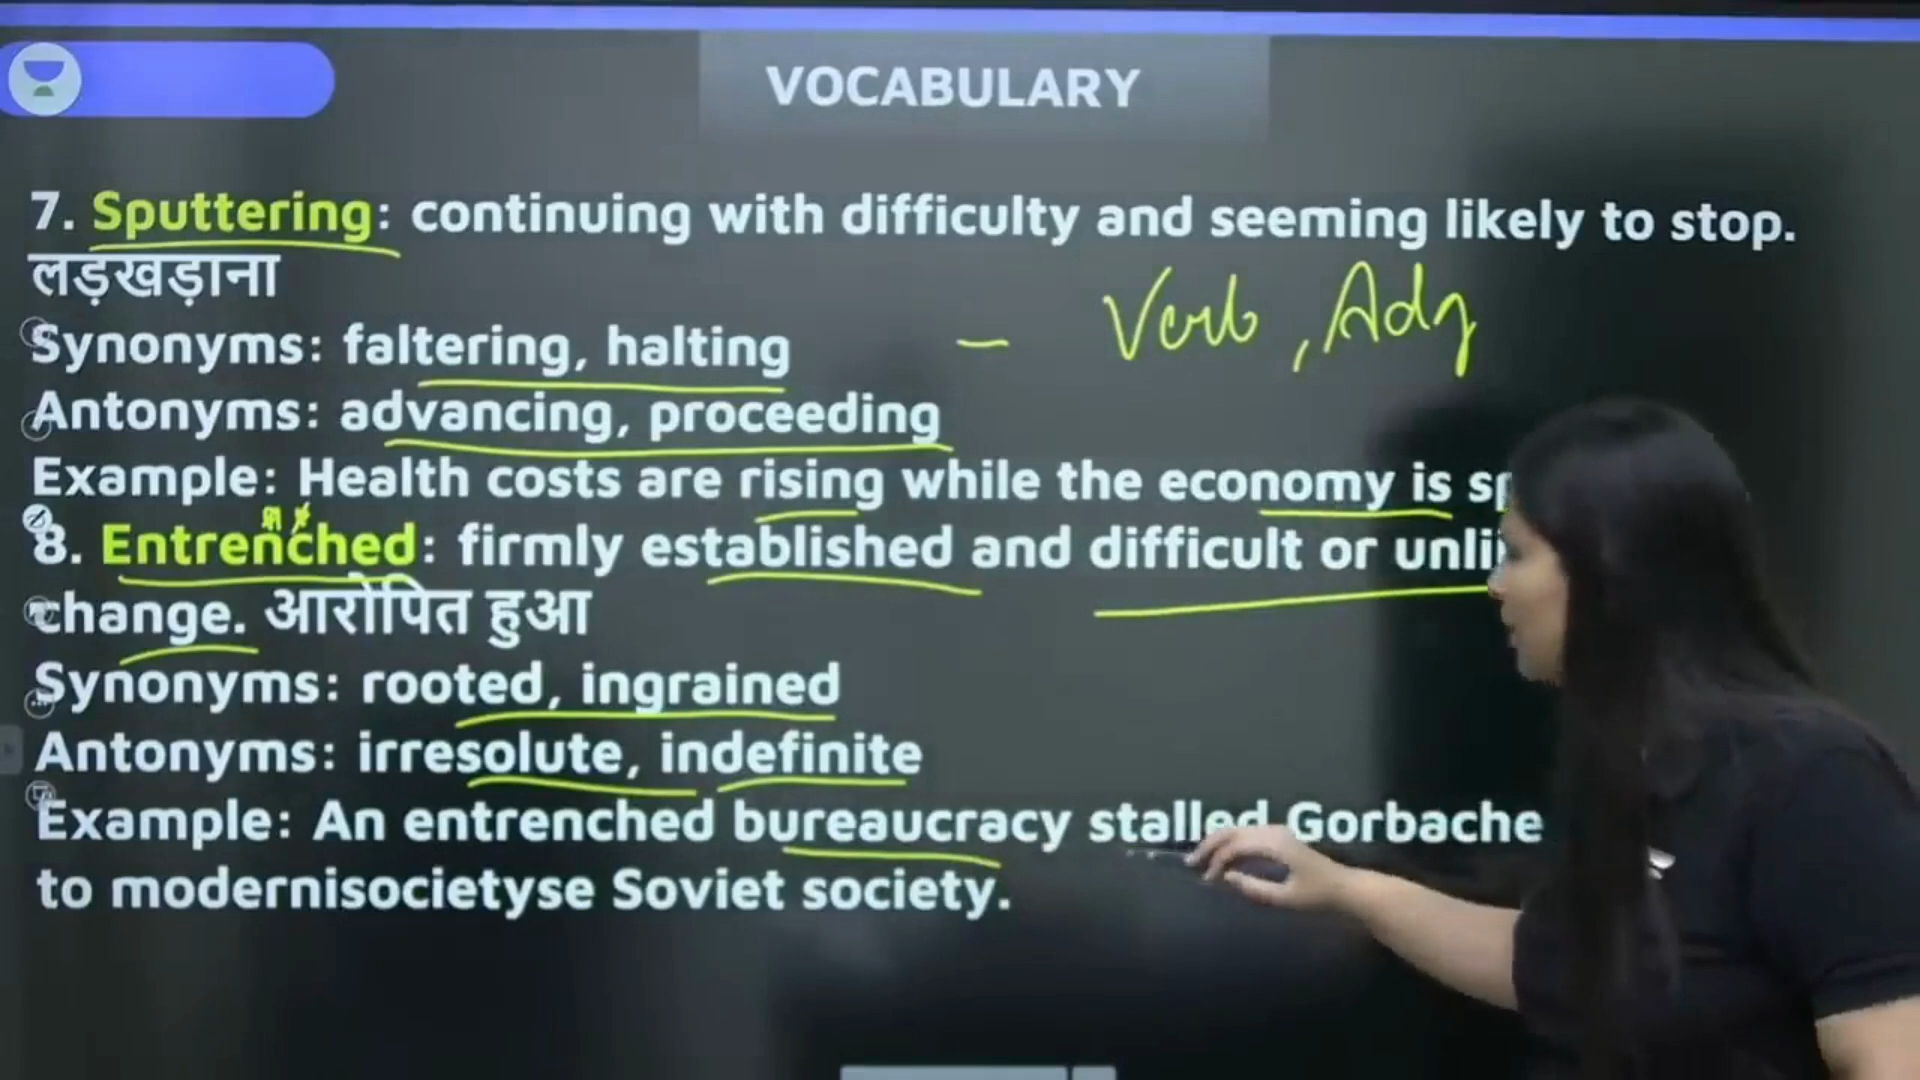 VOCABULARY
7. Sputtering: continuing with difficulty and seeming likely to stop.
लड़खड़ाना
Synonyms: faltering, halting – Verb, Adj
Antonyms: advancing, proceeding
Example: Health costs are rising while the economy is
8. Entrenched: firmly established and difficult or
change. आरोपित हुआ
Synonyms: rooted, ingrained
Antonyms: irresolute, indefinite
Example: An entrenched bureaucracy stalled Gorbache
to modernisocietyse Soviet society.